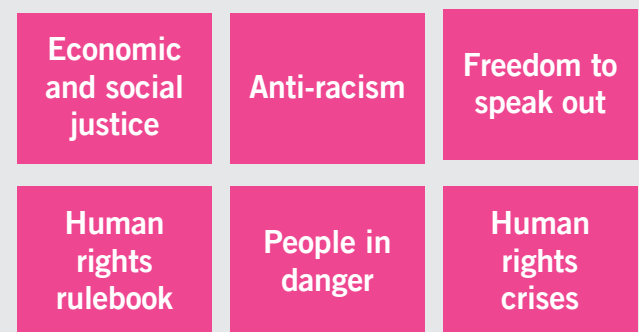 Economic
and social
justice
Anti-racism
Freedom to
speak out
Human
rights
rulebook
People in
danger
Human
rights
crises